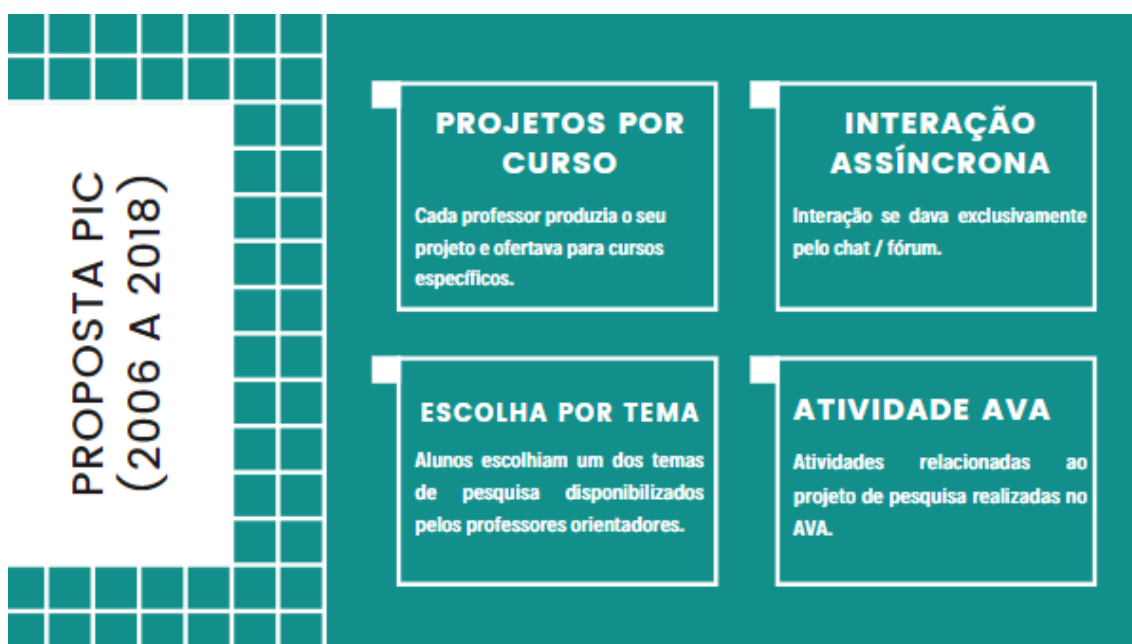 PROPOSTA PIC
(2006 A 2018)
PROJETOS POR
CURSO
Cada professor produzia o seu
projeto e ofertava para cursos
específicos.
INTERAÇÃO
ASSÍNCRONA
Interação se dava exclusivamente
pelo chat / fórum.
ESCOLHA POR TEMA
Alunos escolhiam um dos temas
de pesquisa disponibilizados
pelos professores orientadores.
ATIVIDADE AVA
Atividades relacionadas ao
projeto de pesquisa realizadas no
AVA.